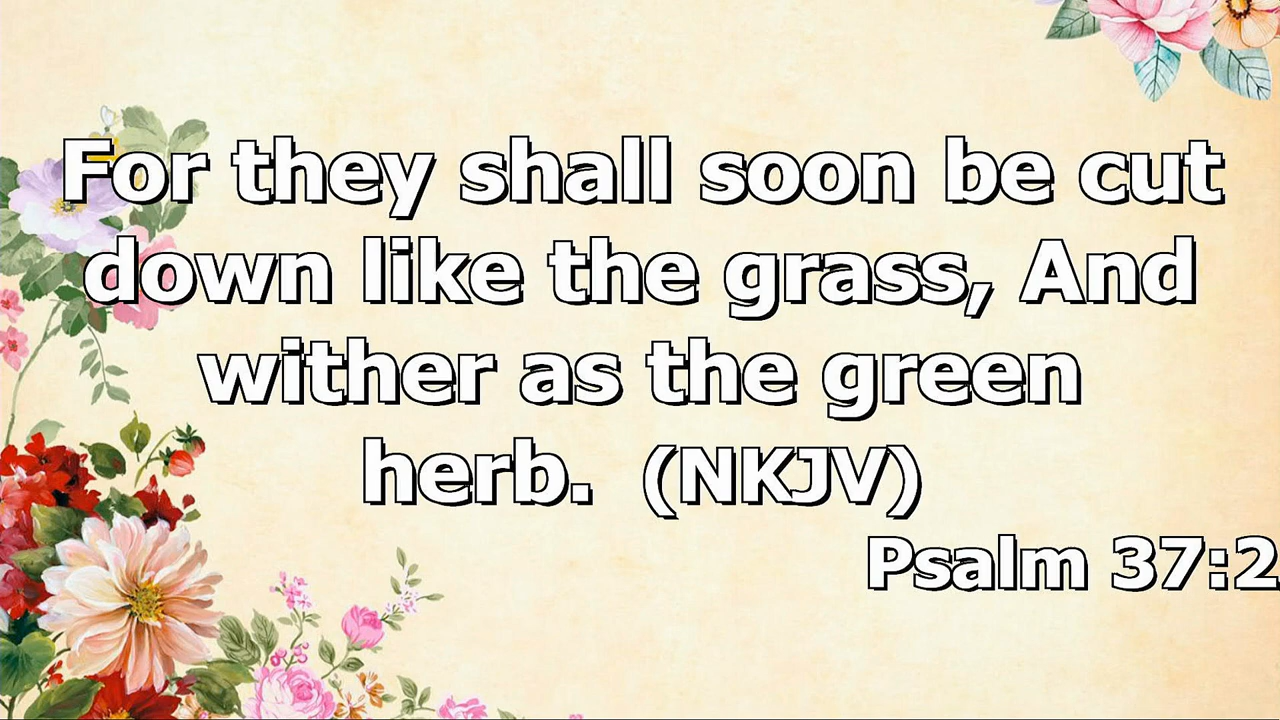 For they shall soon be cut
down like the grass, And
wither as the green
herb. (NKJV)
Psalm 37:2